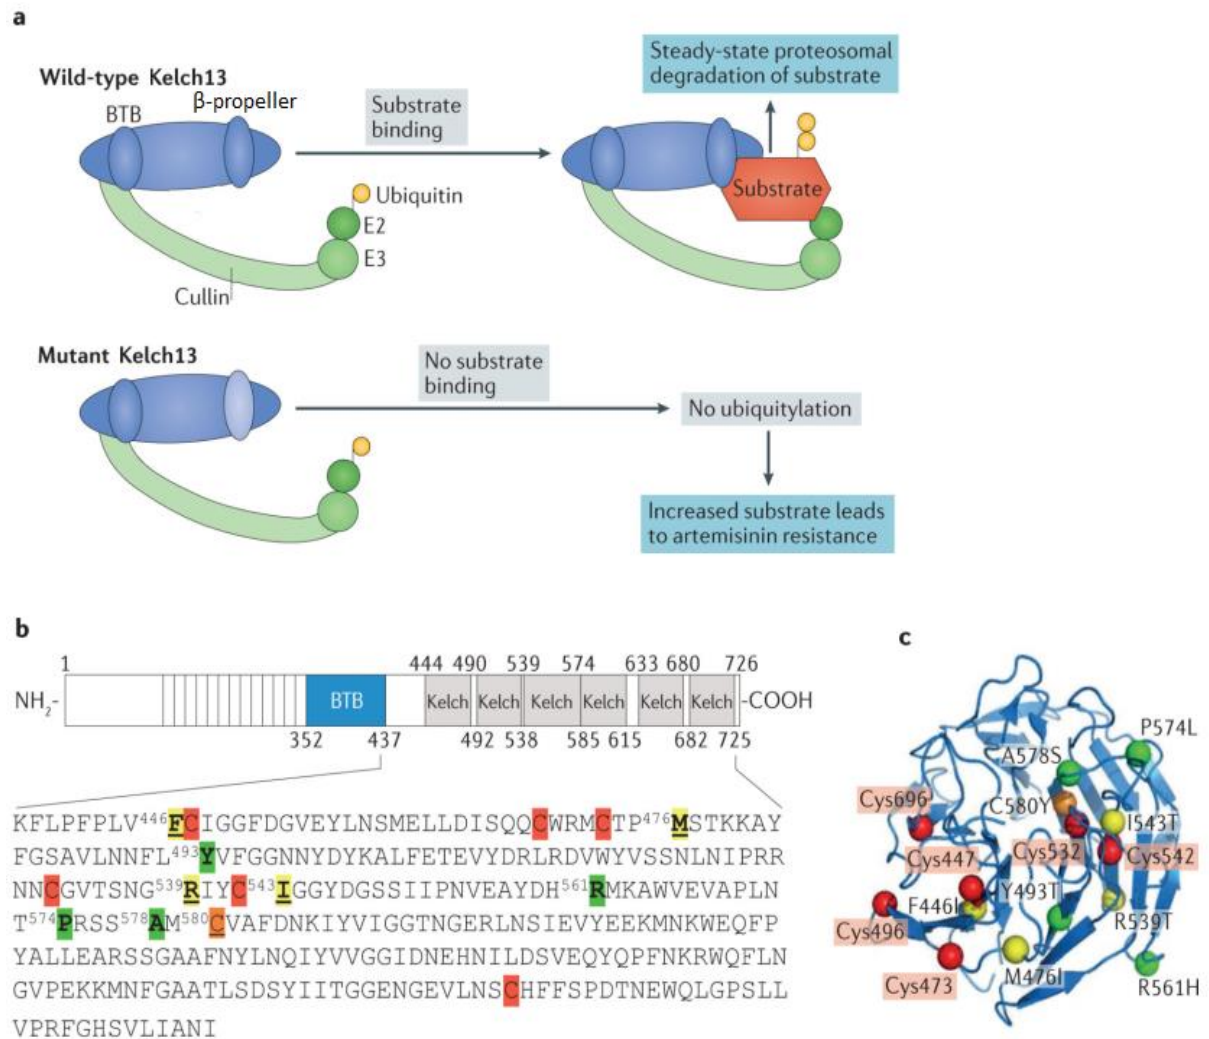 a
Wild-type Kelch13
BTB
β-propeller
Substrate
binding
Steady-state proteosomal
degradation of substrate
Substrate
Ubiquitin
E2
E3
Cullin
Mutant Kelch13
No substrate
binding
No ubiquitylation
Increased substrate leads
to artemisinin resistance
b
1 444 490 539 574 633 680 726
NH2- BTB Kelch Kelch Kelch Kelch Kelch Kelch -COOH
352 437 492 538 585 615 682 725
KFLPFPLV446FCIGGFDGVEYLNSMELLDISQQCWRMCTP476MSTKKAY
FGSAVLNNFL493YVFGGNNYDYKALFETEVYDRLRDVWYVSSNLNIPRR
NNCGVTSNG539RIYC543IGGYDGSSIIPNVEAYDH561RMKAWVEVAPLN
T574PRSS578AM580CVAFDNKIYVIGGTNGERLNSIEVYEEKMNKWEQFP
YALLEARSSGAAFNYLNQIYVVGGIDNEHNILDSVEQYQPFNKRWQFLN
GVPEKKMNFGAATLSDSYIITGGENGEVLNSCHFFSPDTNEWQLGPSLL
VPRFGHSVLIANI
c
P574L
A578S
Cys696
C580Y
I543T
Cys447
Cys532
Cys542
Y493T
F446I
R539T
Cys496
M476I
Cys473
R561H